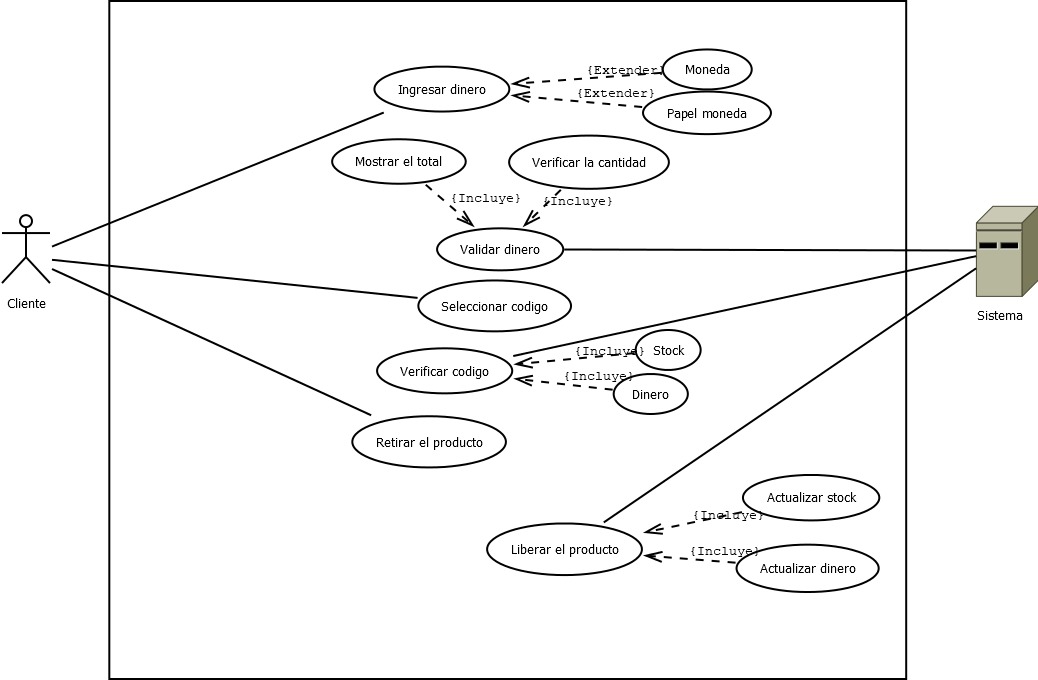 {Extender} Moneda
Ingresar dinero
{Extender}
Papel moneda
Mostrar el total
Verificar la cantidad
{Incluye}
{Incluye}
Validar dinero
Cliente
Seleccionar codigo
Sistema
{Incluye} Stock
Verificar codigo
{Incluye}
Dinero
Retirar el producto
Actualizar stock
{Incluye}
Liberar el producto
{Incluye}
Actualizar dinero